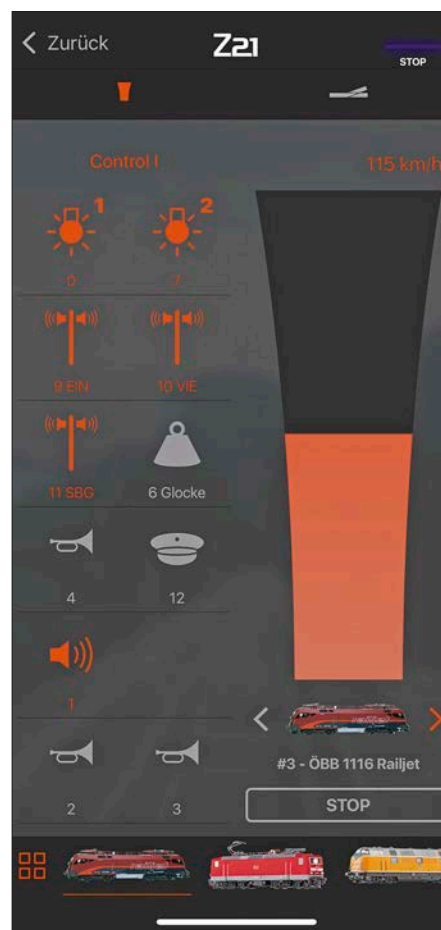 Zurück
Z21
STOP
Control I
115 km/h
1
2
0
7
9 EIN
10 VIE
11 SBG
6 Glocke
4
12
1
#3 - ÖBB 1116 Railjet
2
3
STOP